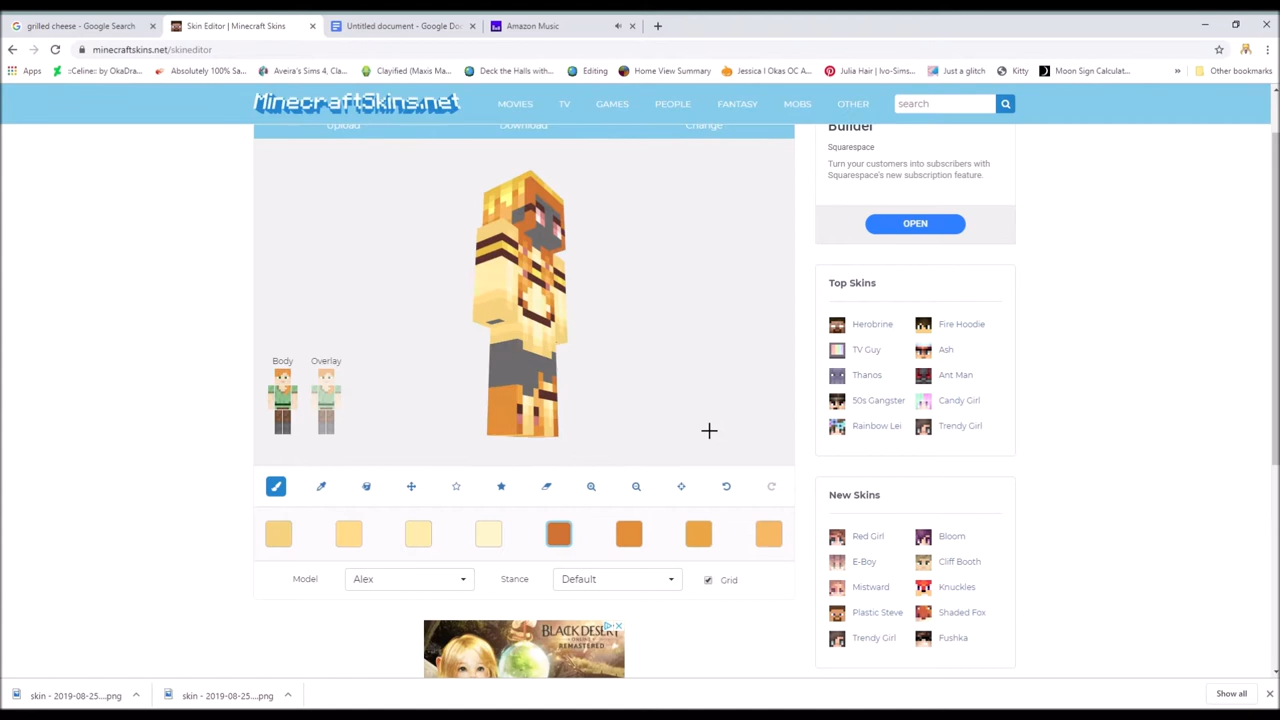 grilled cheese - Google Search
Skin Editor | Minecraft Skins
Untitled document - Google Do
Amazon Music
minecraftskins.net/skineditor
Apps
::Celine:: by OkaDra...
Absolutely 100% Sa...
Aveira's Sims 4, Cla...
Clayified (Maxis Ma...
Deck the Halls with...
Editing
Home View Summary
Jessica I Okas OC A...
Julia Hair | Ivo-Sims...
Just a glitch
Kitty
Moon Sign Calculat...
»
Other bookmarks
MinecraftSkins.net
MOVIES
TV
GAMES
PEOPLE
FANTASY
MOBS
OTHER
search
Upload
Download
Change
Builder
Squarespace
Turn your customers into subscribers with
Squarespace's new subscription feature.
OPEN
Body
Overlay
Top Skins
Herobrine
Fire Hoodie
TV Guy
Ash
Thanos
Ant Man
50s Gangster
Candy Girl
Rainbow Lei
Trendy Girl
New Skins
Red Girl
Bloom
E-Boy
Cliff Booth
Mistward
Knuckles
Plastic Steve
Shaded Fox
Trendy Girl
Fushka
Model
Alex
Stance
Default
Grid
BLACK DESERT
REMASTERED
skin - 2019-08-25....png
skin - 2019-08-25....png
Show all